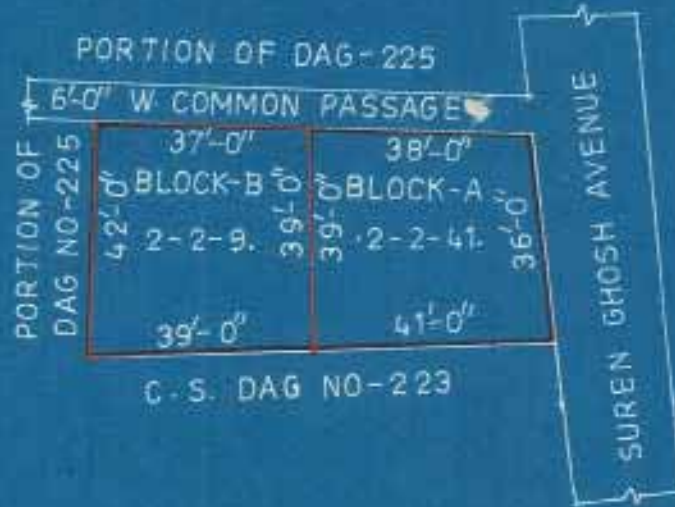 PORTION OF DAG-225
6'-0" W COMMON PASSAGE
PORTION OF
DAG NO-225
37'-0"
42'-0"
BLOCK-B
39'-0"
2-2-9.
39'-0"
38'-0"
39'-0"
BLOCK-A
36'-0"
2-2-41.
41'-0"
C.S. DAG NO-223
SUREN GHOSH AVENUE